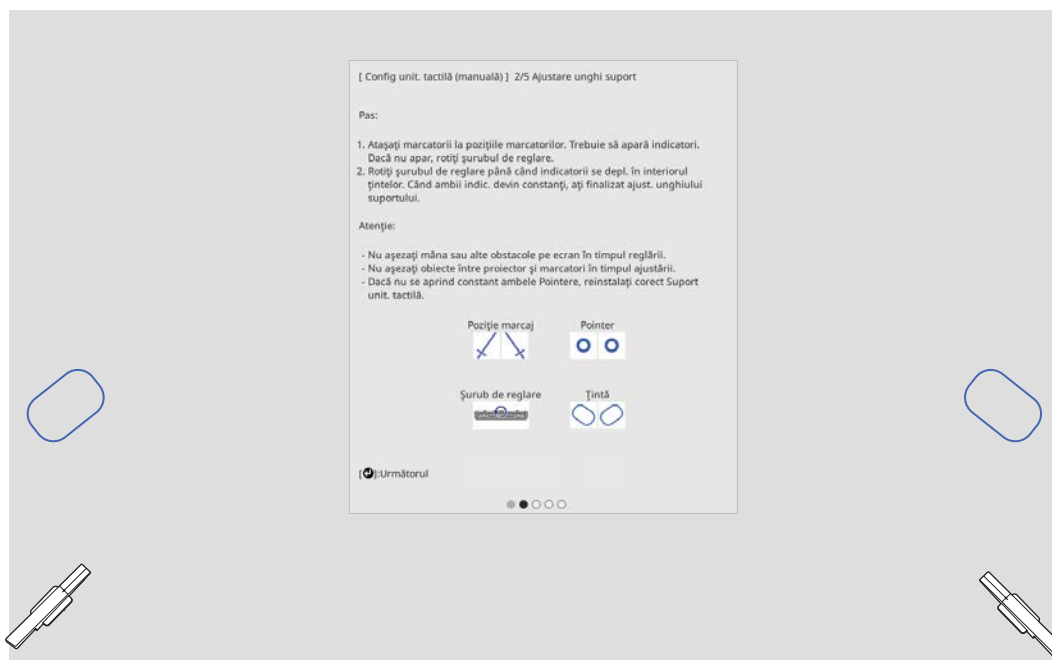 [ Config unit. tactilă (manuală) ] 2/5 Ajustare unghi suport
Pas:
1. Ataşaţi marcatorii la poziţiile marcatorilor. Trebuie să apară indicatori.
Dacă nu apar, rotiţi şurubul de reglare.
2. Rotiţi şurubul de reglare până când indicatorii se depl. în interiorul
ţintelor. Când ambii indic. devin constanţi, aţi finalizat ajust. unghiului
suportului.
Atenţie:
- Nu aşezaţi mâna sau alte obstacole pe ecran în timpul reglării.
- Nu aşezaţi obiecte între proiector şi marcatori în timpul ajustării.
- Dacă nu se aprind constant ambele Pointere, reinstalaţi corect Suport
unit. tactilă.
Poziţie marcaj Pointer
Şurub de reglare Ţintă
[ ]:Următorul